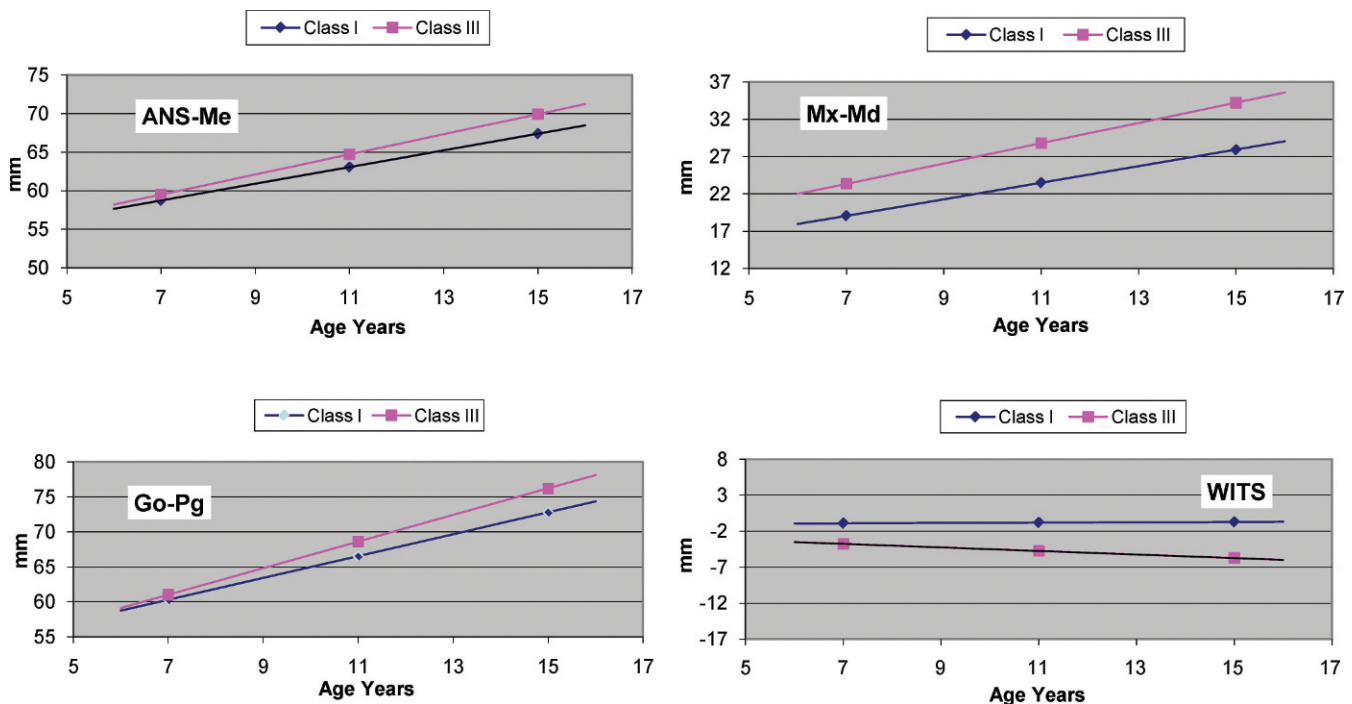 Class I Class III
ANS-Me
75
70
65
60
55
50
mm
5 7 9 11 13 15 17
Age Years
Class I Class III
Mx-Md
37
32
27
22
17
12
mm
5 7 9 11 13 15 17
Age Years
Class I Class III
Go-Pg
80
75
70
65
60
55
mm
5 7 9 11 13 15 17
Age Years
Class I Class III
WITS
8
3
-2
-7
-12
-17
mm
5 7 9 11 13 15 17
Age Years